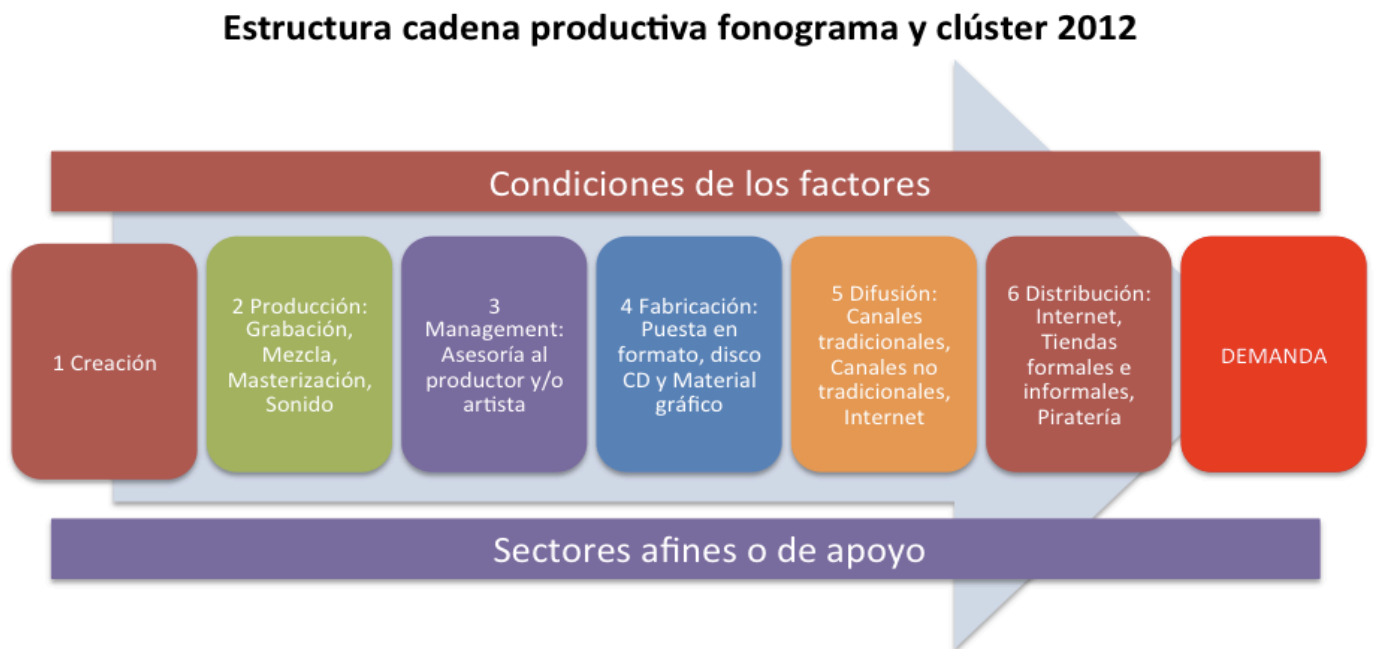 Estructura cadena productiva fonograma y clúster 2012
Condiciones de los factores
1 Creación
2 Producción:
Grabación,
Mezcla,
Masterización,
Sonido
3
Management:
Asesoría al
productor y/o
artista
4 Fabricación:
Puesta en
formato, disco
CD y Material
gráfico
5 Difusión:
Canales
tradicionales,
Canales no
tradicionales,
Internet
6 Distribución:
Internet,
Tiendas
formales e
informales,
Piratería
DEMANDA
Sectores afines o de apoyo